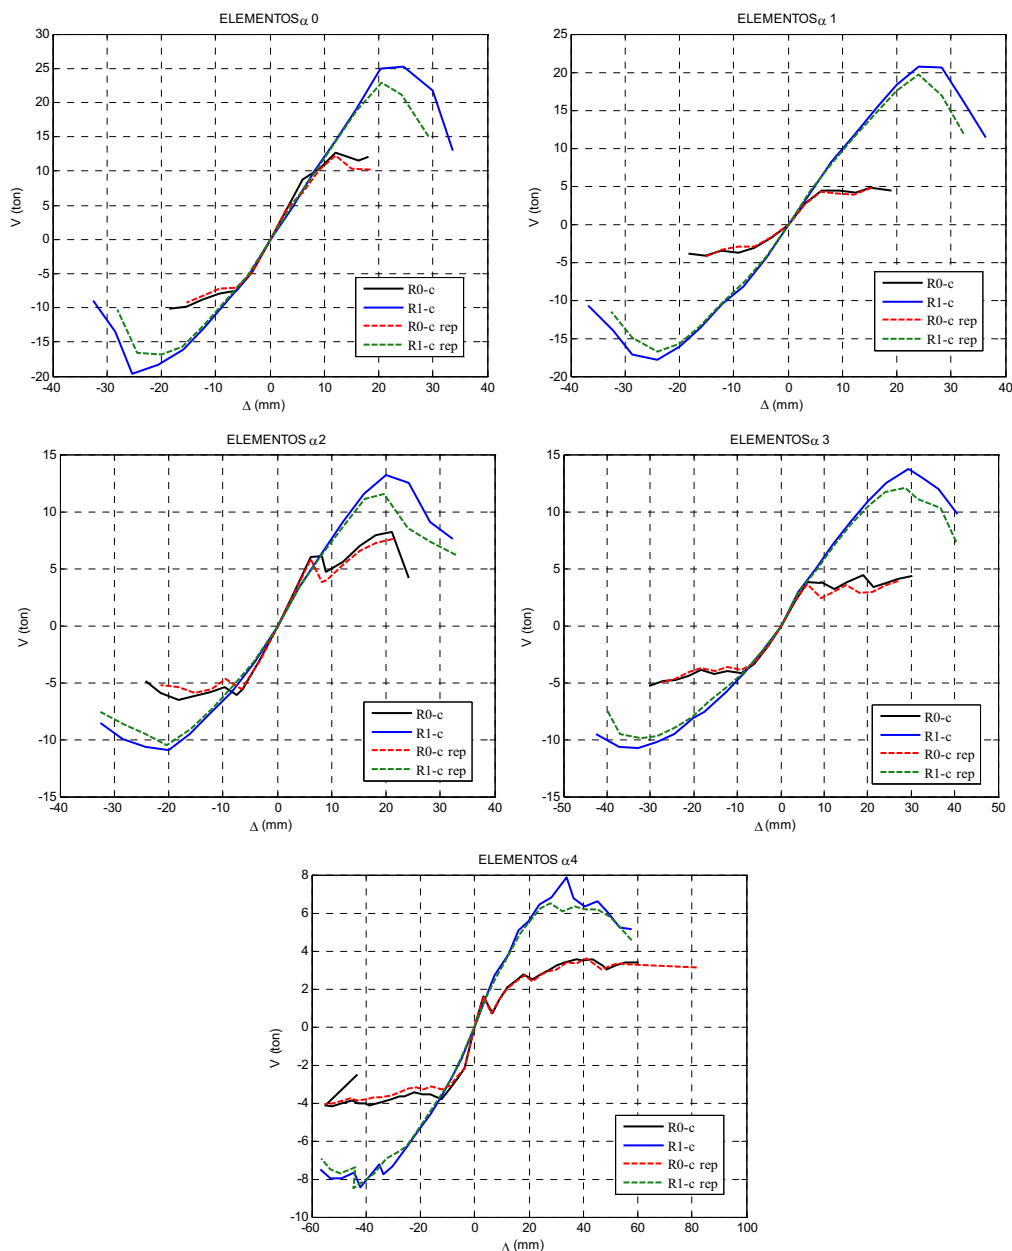 ELEMENTOS α 0
30
25
20
15
10
5
0
-5
-10
-15
-20
V (ton)
-40 -30 -20 -10 0 10 20 30 40
Δ (mm)
R0-c
R1-c
R0-c rep
R1-c rep
ELEMENTOS α 1
25
20
15
10
5
0
-5
-10
-15
-20
V (ton)
-40 -30 -20 -10 0 10 20 30 40
Δ (mm)
R0-c
R1-c
R0-c rep
R1-c rep
ELEMENTOS α2
15
10
5
0
-5
-10
-15
V (ton)
-40 -30 -20 -10 0 10 20 30 40
Δ (mm)
R0-c
R1-c
R0-c rep
R1-c rep
ELEMENTOS α 3
15
10
5
0
-5
-10
-15
V (ton)
-50 -40 -30 -20 -10 0 10 20 30 40 50
Δ (mm)
R0-c
R1-c
R0-c rep
R1-c rep
ELEMENTOS α4
8
6
4
2
0
-2
-4
-6
-8
-10
V (ton)
-60 -40 -20 0 20 40 60 80 100
Δ (mm)
R0-c
R1-c
R0-c rep
R1-c rep